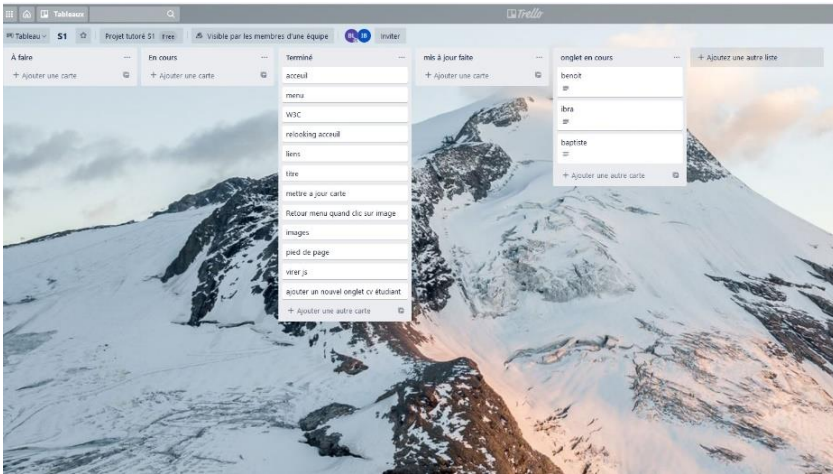 Tableaux
Trello
Tableau
S1
Projet tutoré S1 Free
Visible par les membres d'une équipe
Inviter
À faire
+ Ajouter une carte
En cours
+ Ajouter une carte
Terminé
acceuil
menu
W3C
relooking acceuil
liens
titre
mettre a jour carte
Retour menu quand clic sur image
images
pied de page
virer js
ajouter un nouvel onglet cv étudiant
+ Ajouter une autre carte
mis à jour faite
+ Ajouter une carte
onglet en cours
benoit
ibra
baptiste
+ Ajouter une autre carte
+ Ajoutez une autre liste